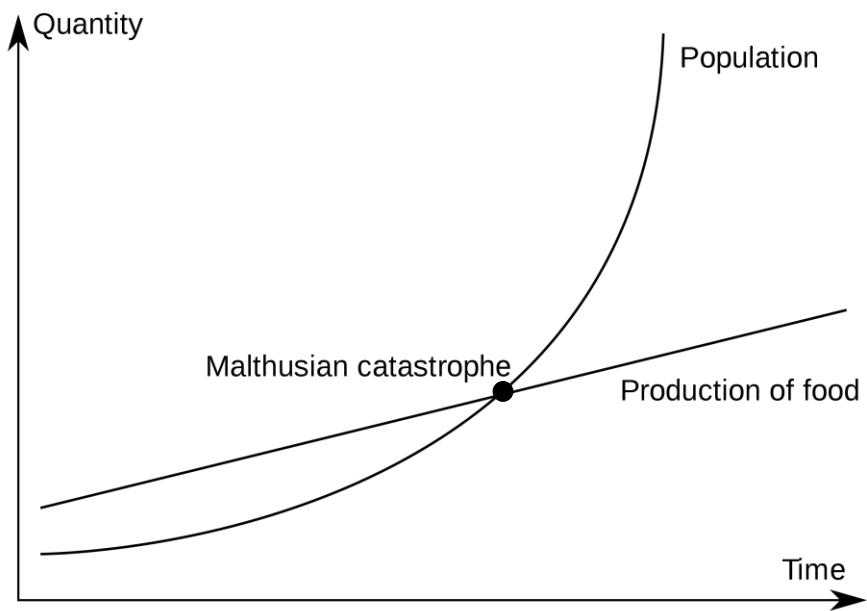 Quantity
Population
Malthusian catastrophe
Production of food
Time